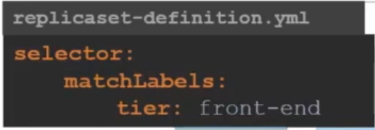 replicaset-definition.yml
selector:
    matchLabels:
        tier: front-end